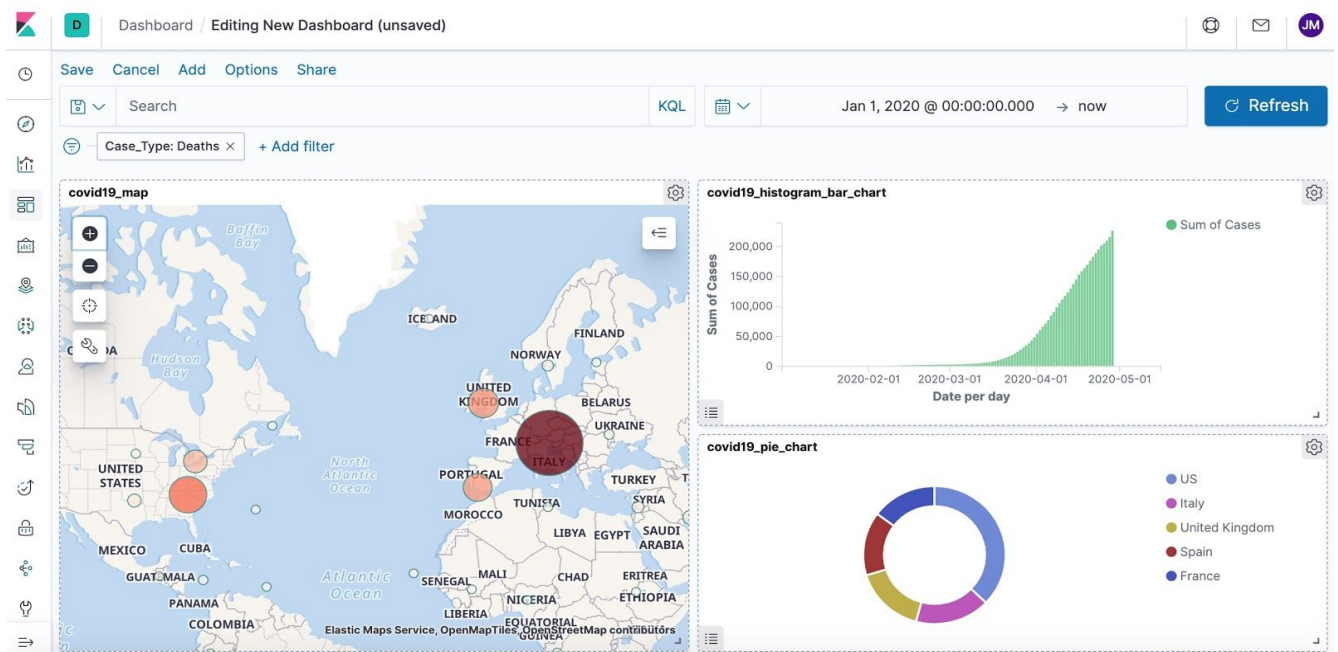 D Dashboard / Editing New Dashboard (unsaved) JM
Save Cancel Add Options Share
Search KQL Jan 1, 2020 @ 00:00:00.000 → now Refresh
Case_Type: Deaths × + Add filter
covid19_map
Baffin
Bay
ICELAND
FINLAND
NORWAY
Hudson
Bay
UNITED
KINGDOM
BELARUS
UKRAINE
FRANCE
ITALY
North
Atlantic
Ocean
UNITED
STATES
PORTUGAL
TURKEY
SYRIA
TUNISIA
MOROCCO
LIBYA EGYPT SAUDI
ARABIA
MEXICO CUBA
GUATEMALA
Atlantic
Ocean
SENEGAL MALI CHAD ERITREA
NIGERIA ETHIOPIA
PANAMA
LIBERIA
COLOMBIA
EQUATORIAL
GUINEA
Elastic Maps Service, OpenMapTiles, OpenStreetMap contributors
covid19_histogram_bar_chart
Sum of Cases
Sum of Cases
200,000
150,000
100,000
50,000
0
2020-02-01 2020-03-01 2020-04-01 2020-05-01
Date per day
covid19_pie_chart
US
Italy
United Kingdom
Spain
France